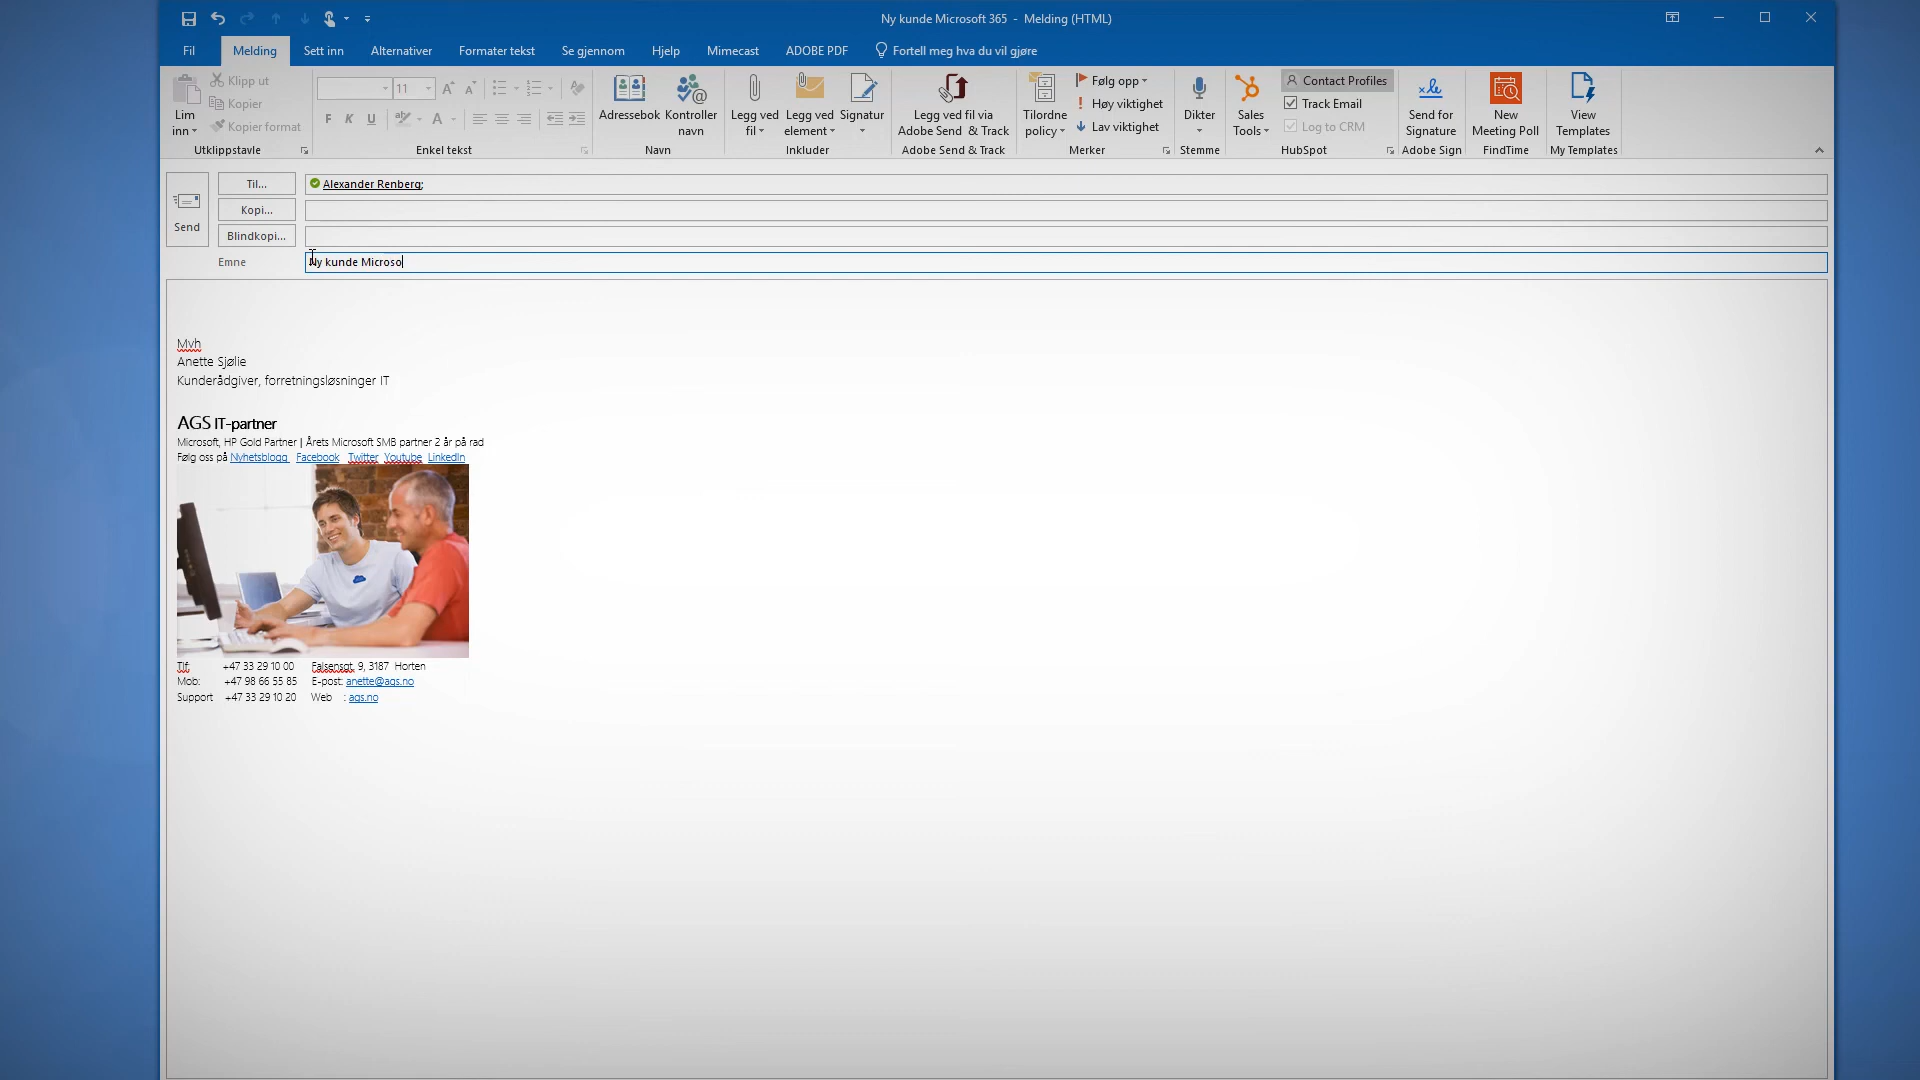 Ny kunde Microsoft 365 - Melding (HTML)
Fil Melding Sett inn Alternativer Formater tekst Se gjennom Hjelp Mimecast ADOBE PDF Fortell meg hva du vil gjøre
Lim inn
Klipp ut
Kopier
Kopier format
Utklippstavle
11
F K U ab A A
Enkel tekst
Adressebok
Kontroller navn
Navn
Legg ved fil
Legg ved element
Signatur
Inkluder
Legg ved fil via Adobe Send & Track
Adobe Send & Track
Tilordne policy
Følg opp
Høy viktighet
Lav viktighet
Merker
Dikter
Stemme
Sales Tools
Contact Profiles
Track Email
Log to CRM
HubSpot
Send for Signature
Adobe Sign
New Meeting Poll
FindTime
View Templates
My Templates
Send
Til... Alexander Renberg;
Kopi...
Blindkopi...
Emne Ny kunde Microso
Mvh
Anette Sjølie
Kunderådgiver, forretningsløsninger IT
AGS IT-partner
Microsoft, HP Gold Partner | Årets Microsoft SMB partner 2 år på rad
Følg oss på Nyhetsblogg Facebook Twitter Youtube LinkedIn
Tlf: +47 33 29 10 00 Falsensgt. 9, 3187 Horten
Mob: +47 98 66 55 85 E-post: anette@ags.no
Support +47 33 29 10 20 Web : ags.no